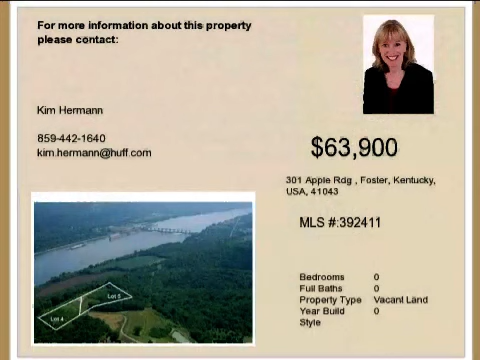 For more information about this property
please contact:
Kim Hermann
859-442-1640
kim.hermann@huff.com
$63,900
301 Apple Rdg , Foster, Kentucky,
USA, 41043
MLS #:392411
Lot 5
Lot 4
Bedrooms 0
Full Baths 0
Property Type Vacant Land
Year Build 0
Style